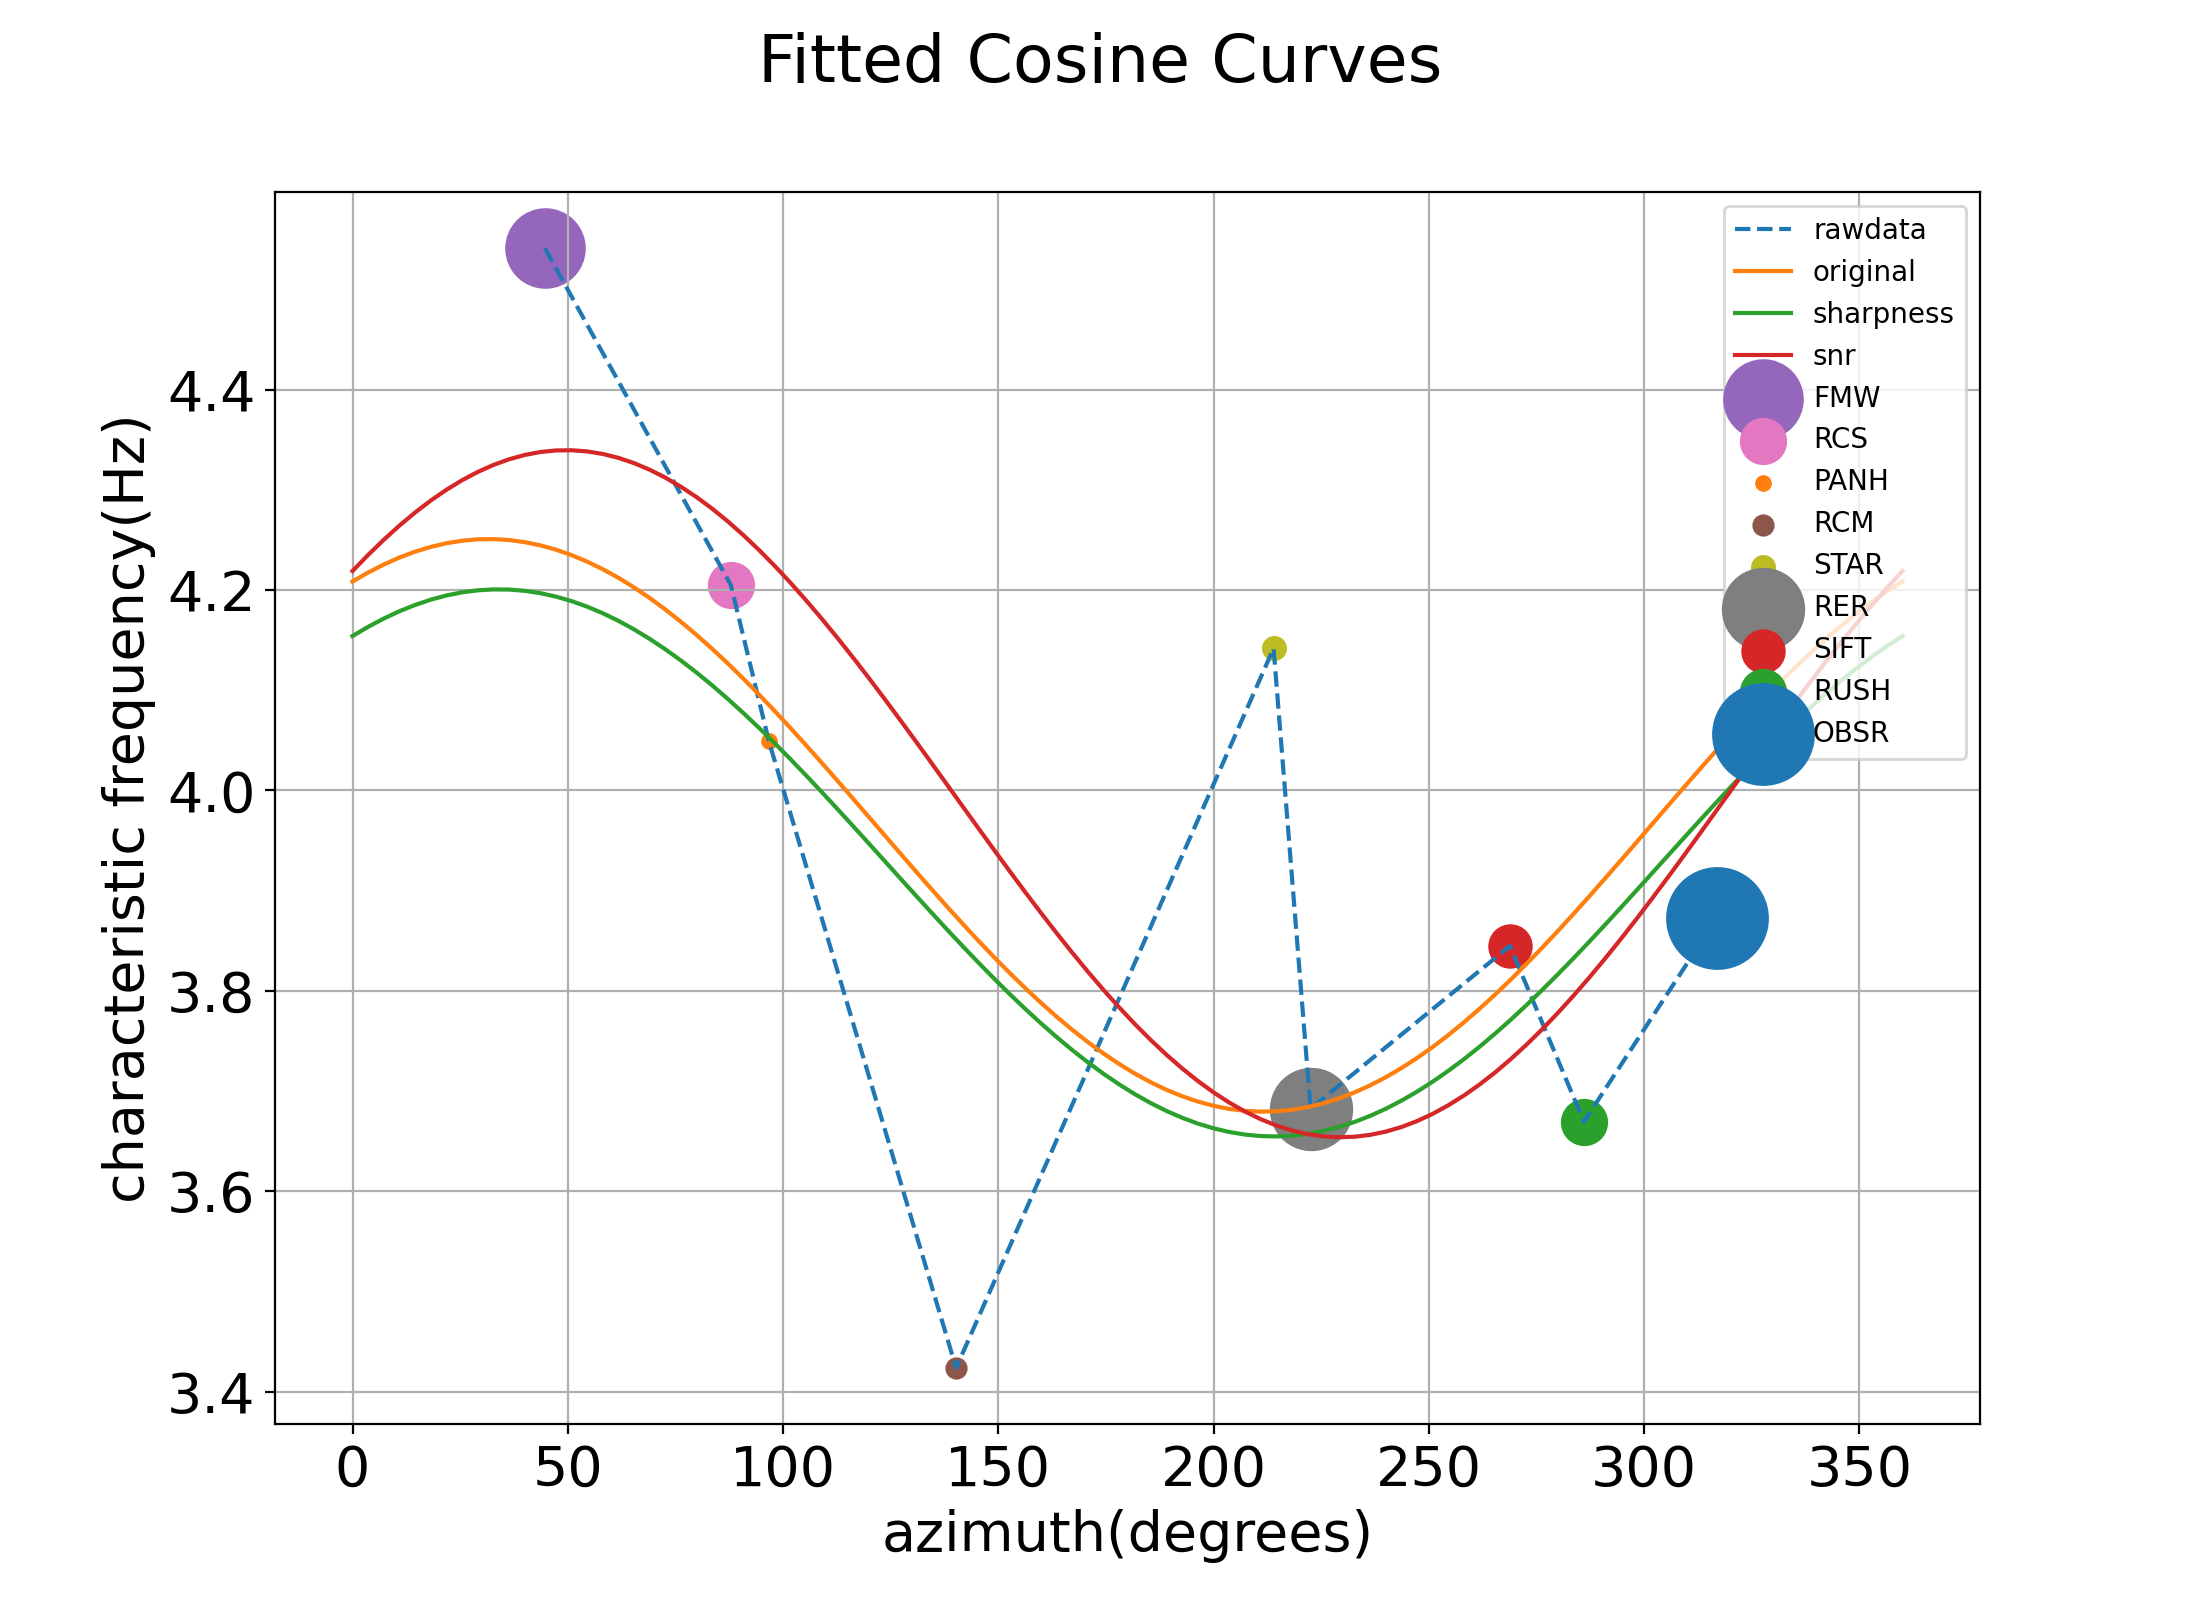 Fitted Cosine Curves
characteristic frequency(Hz)
4.4
4.2
4.0
3.8
3.6
3.4
rawdata
original
sharpness
snr
FMW
RCS
PANH
RCM
STAR
RER
SIFT
RUSH
OBSR
0 50 100 150 200 250 300 350
azimuth(degrees)